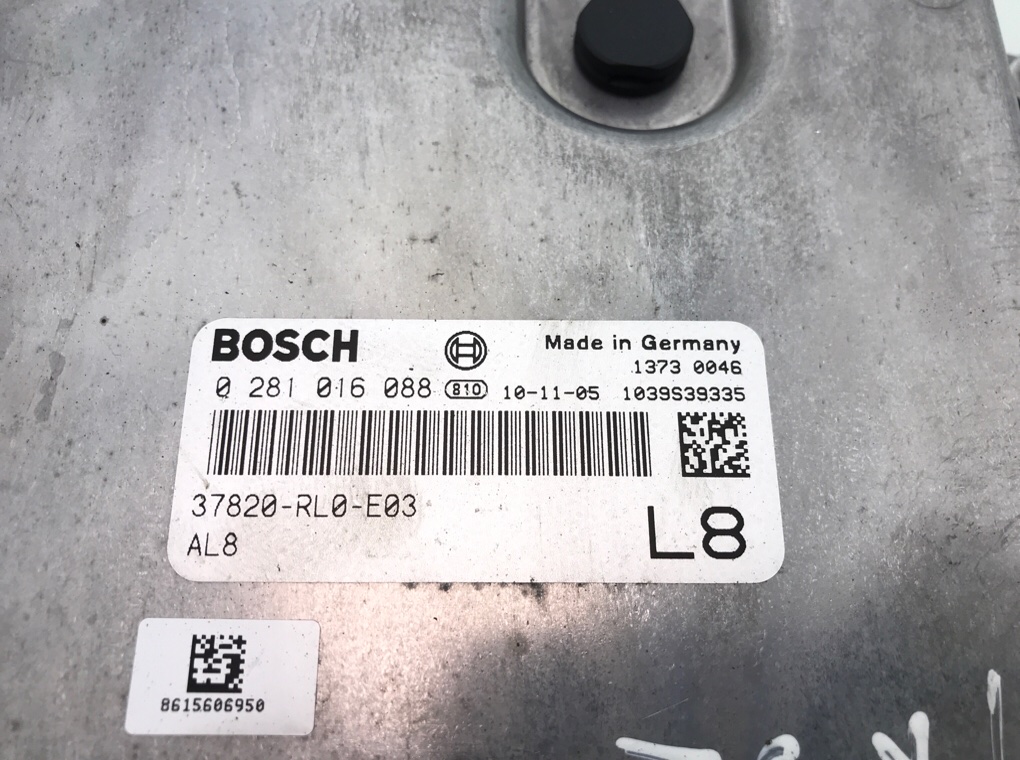 BOSCH Made in Germany
1373 0046
0 281 016 088 810 10-11-05 1039S39335
37820-RL0-E03
AL8 L8
8615606950